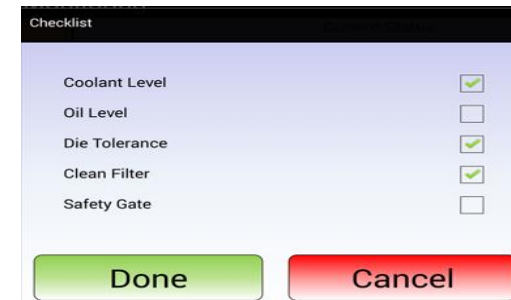 Checklist
Coolant Level
Oil Level
Die Tolerance
Clean Filter
Safety Gate
Done
Cancel